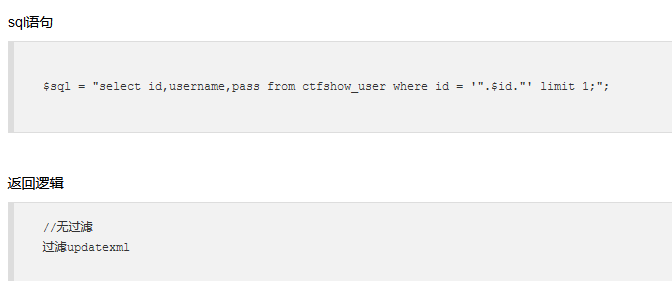 sql语句
$sql = "select id,username,pass from ctfshow_user where id = '".$id."' limit 1;";
返回逻辑
//无过滤
过滤updatexml